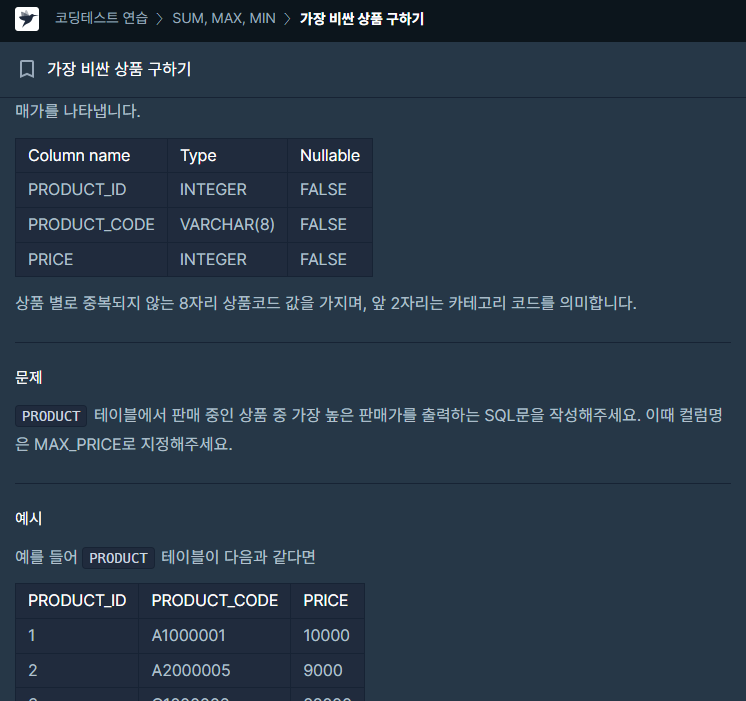 코딩테스트 연습 > SUM, MAX, MIN > 가장 비싼 상품 구하기
가장 비싼 상품 구하기
매가를 나타냅니다.
Column name Type Nullable
PRODUCT_ID INTEGER FALSE
PRODUCT_CODE VARCHAR(8) FALSE
PRICE INTEGER FALSE
상품 별로 중복되지 않는 8자리 상품코드 값을 가지며, 앞 2자리는 카테고리 코드를 의미합니다.
문제
PRODUCT 테이블에서 판매 중인 상품 중 가장 높은 판매가를 출력하는 SQL문을 작성해주세요. 이때 컬럼명
은 MAX_PRICE로 지정해주세요.
예시
예를 들어 PRODUCT 테이블이 다음과 같다면
PRODUCT_ID PRODUCT_CODE PRICE
1 A1000001 10000
2 A2000005 9000